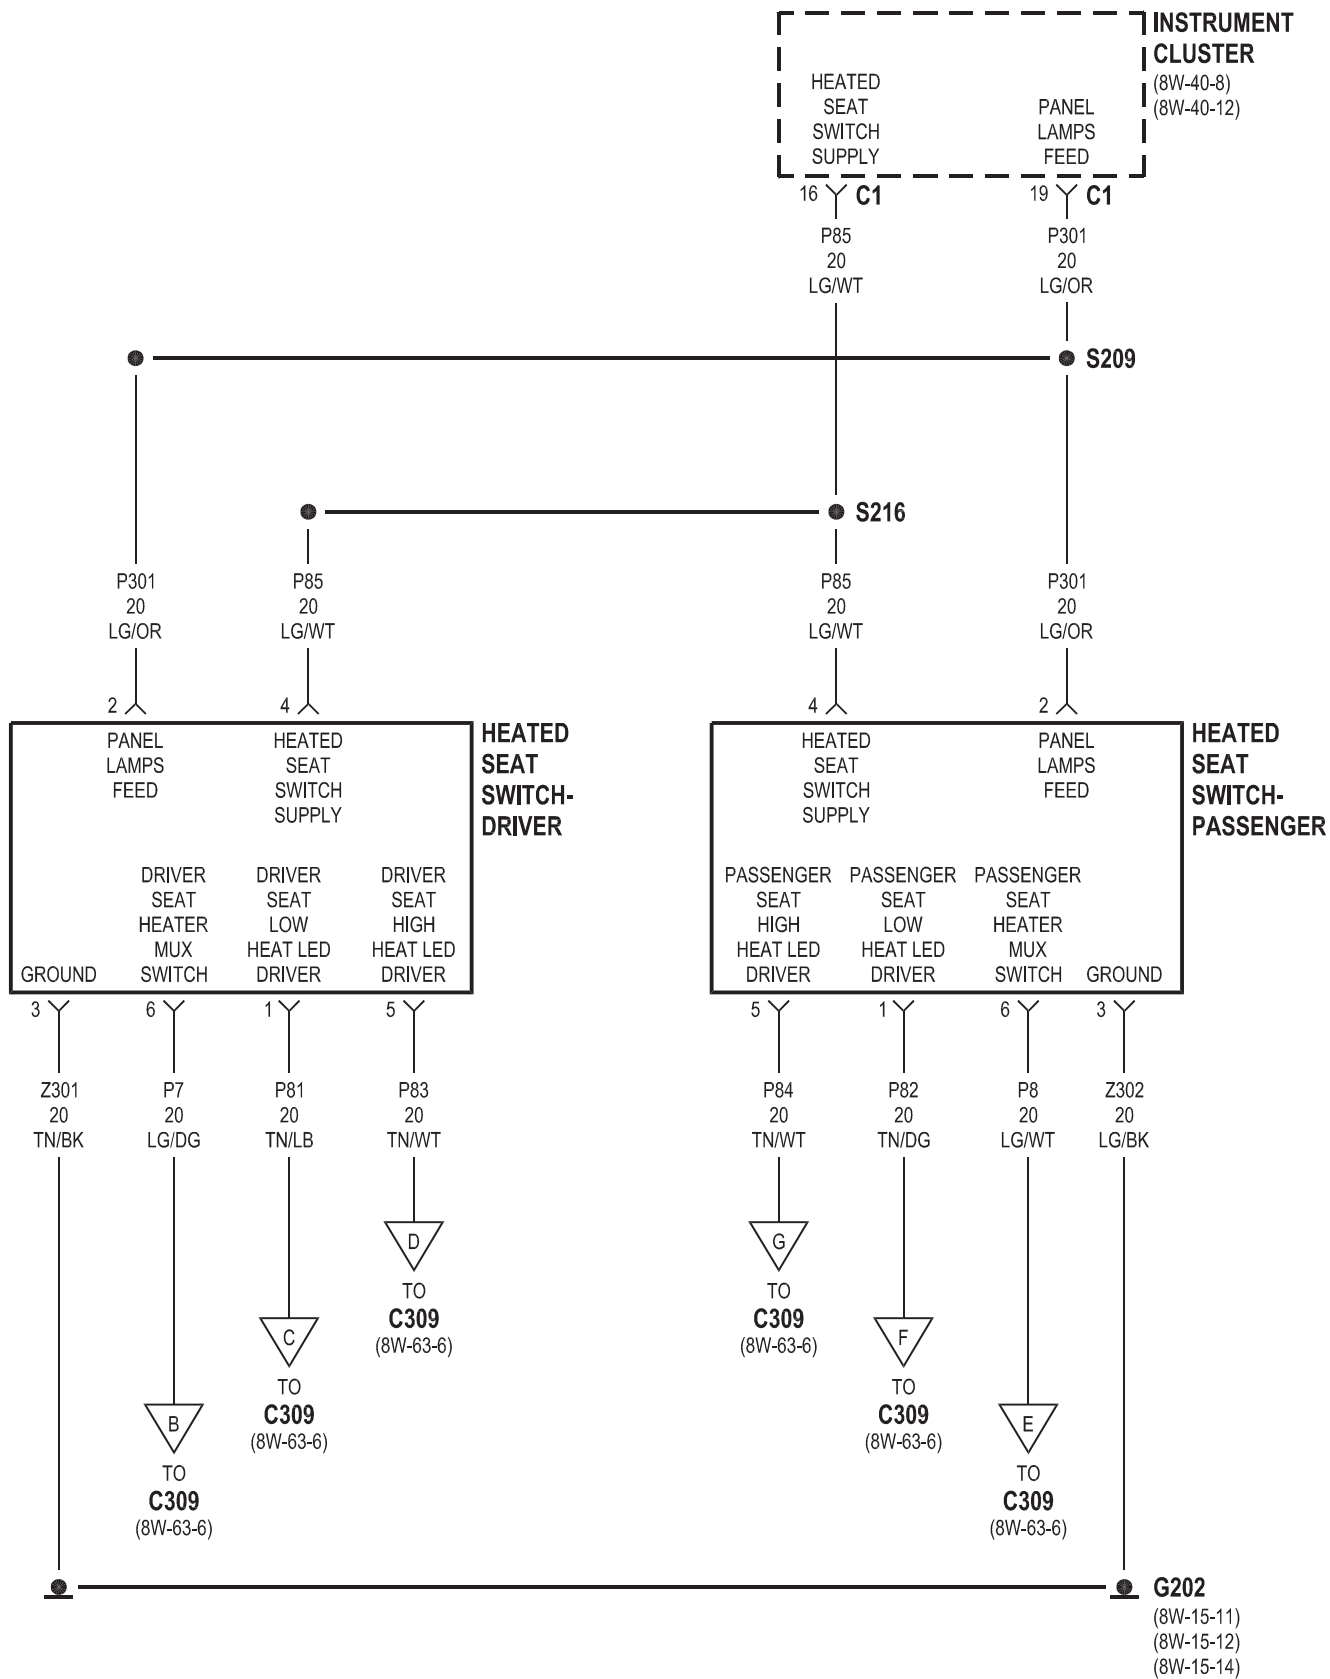 INSTRUMENT
CLUSTER
(8W-40-8)
(8W-40-12)
HEATED
SEAT
SWITCH
SUPPLY
PANEL
LAMPS
FEED
16 C1
19 C1
P85
20
LG/WT
P301
20
LG/OR
S209
S216
P301
20
LG/OR
P85
20
LG/WT
P85
20
LG/WT
P301
20
LG/OR
2
4
4
2
PANEL
LAMPS
FEED
HEATED
SEAT
SWITCH
SUPPLY
HEATED
SEAT
SWITCH-
DRIVER
GROUND
DRIVER
SEAT
HEATER
MUX
SWITCH
DRIVER
SEAT
LOW
HEAT LED
DRIVER
DRIVER
SEAT
HIGH
HEAT LED
DRIVER
HEATED
SEAT
SWITCH
SUPPLY
PANEL
LAMPS
FEED
HEATED
SEAT
SWITCH-
PASSENGER
PASSENGER
SEAT
HIGH
HEAT LED
DRIVER
PASSENGER
SEAT
LOW
HEAT LED
DRIVER
PASSENGER
SEAT
HEATER
MUX
SWITCH
GROUND
3
6
1
5
5
1
6
3
Z301
20
TN/BK
P7
20
LG/DG
P81
20
TN/LB
P83
20
TN/WT
P84
20
TN/WT
P82
20
TN/DG
P8
20
LG/WT
Z302
20
LG/BK
D
TO
C309
(8W-63-6)
C
TO
C309
(8W-63-6)
B
TO
C309
(8W-63-6)
G
TO
C309
(8W-63-6)
F
TO
C309
(8W-63-6)
E
TO
C309
(8W-63-6)
G202
(8W-15-11)
(8W-15-12)
(8W-15-14)